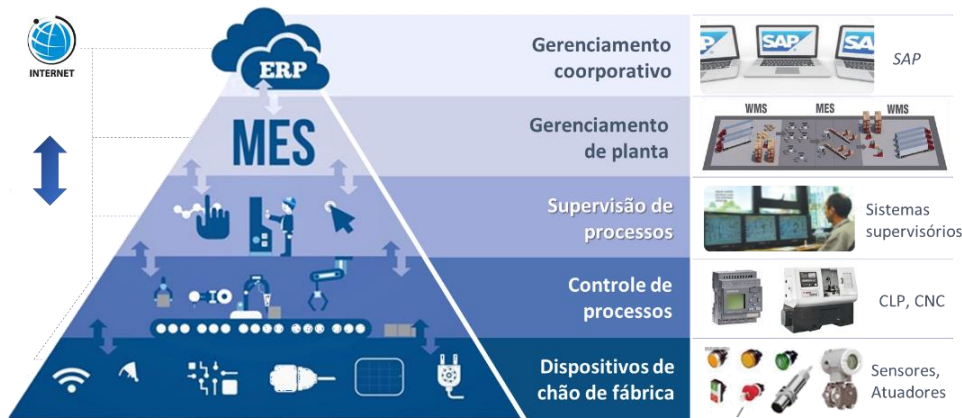 INTERNET
ERP
Gerenciamento
coorporativo
SAP
SAP
MES
Gerenciamento
de planta
WMS MES WMS
Supervisão de
processos
Sistemas
supervisórios
Controle de
processos
CLP, CNC
Dispositivos de
chão de fábrica
Sensores,
Atuadores